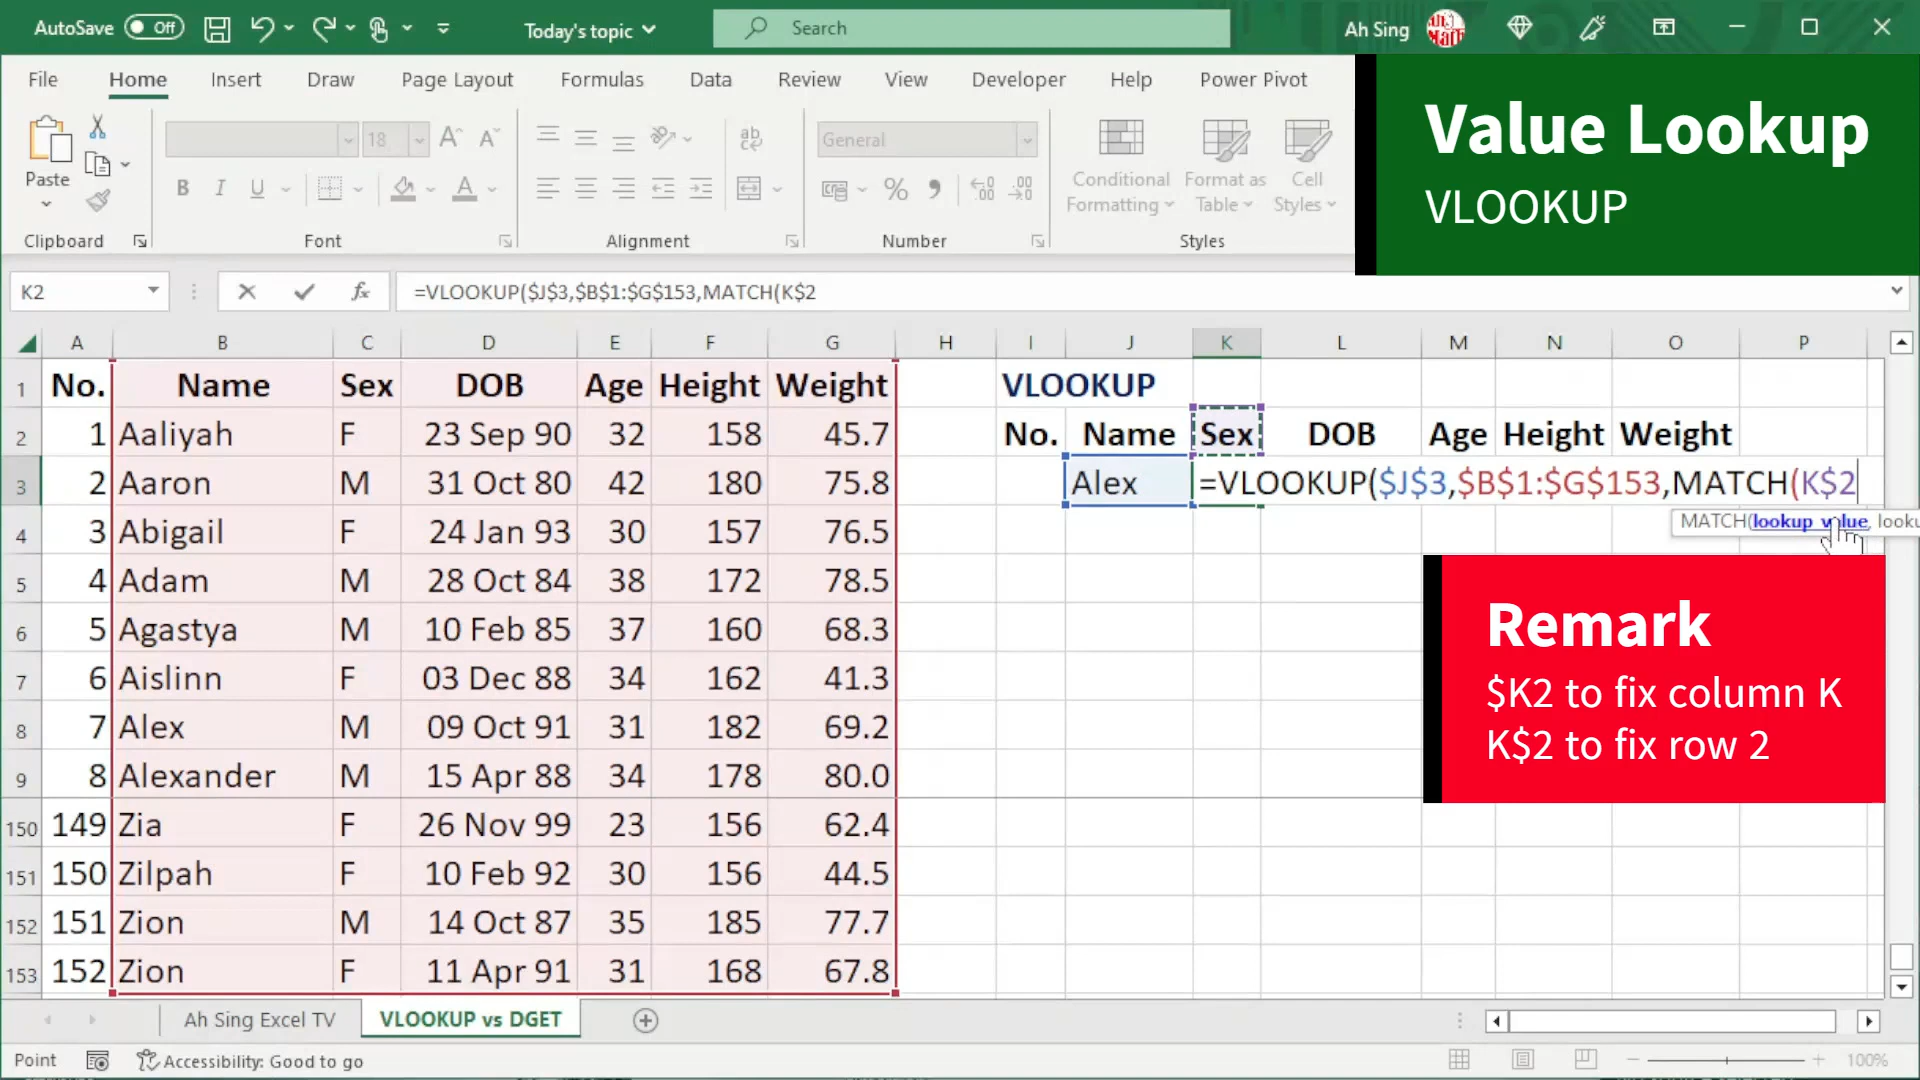 AutoSave Off Today's topic Search Ah Sing
File Home Insert Draw Page Layout Formulas Data Review View Developer Help Power Pivot
Value Lookup
VLOOKUP
Paste 18 General Conditional Formatting Format as Table Cell Styles
Clipboard Font Alignment Number Styles
K2 =VLOOKUP($J$3,$B$1:$G$153,MATCH(K$2
A B C D E F G H I J K L M N O P
1 No. Name Sex DOB Age Height Weight VLOOKUP
2 1 Aaliyah F 23 Sep 90 32 158 45.7 No. Name Sex DOB Age Height Weight
3 2 Aaron M 31 Oct 80 42 180 75.8 Alex =VLOOKUP($J$3,$B$1:$G$153,MATCH(K$2
MATCH(lookup_value, looku
4 3 Abigail F 24 Jan 93 30 157 76.5
5 4 Adam M 28 Oct 84 38 172 78.5
6 5 Agastya M 10 Feb 85 37 160 68.3
7 6 Aislinn F 03 Dec 88 34 162 41.3
8 7 Alex M 09 Oct 91 31 182 69.2
9 8 Alexander M 15 Apr 88 34 178 80.0
150 149 Zia F 26 Nov 99 23 156 62.4
151 150 Zilpah F 10 Feb 92 30 156 44.5
152 151 Zion M 14 Oct 87 35 185 77.7
153 152 Zion F 11 Apr 91 31 168 67.8
Remark
$K2 to fix column K
K$2 to fix row 2
Ah Sing Excel TV VLOOKUP vs DGET
Point Accessibility: Good to go 100%